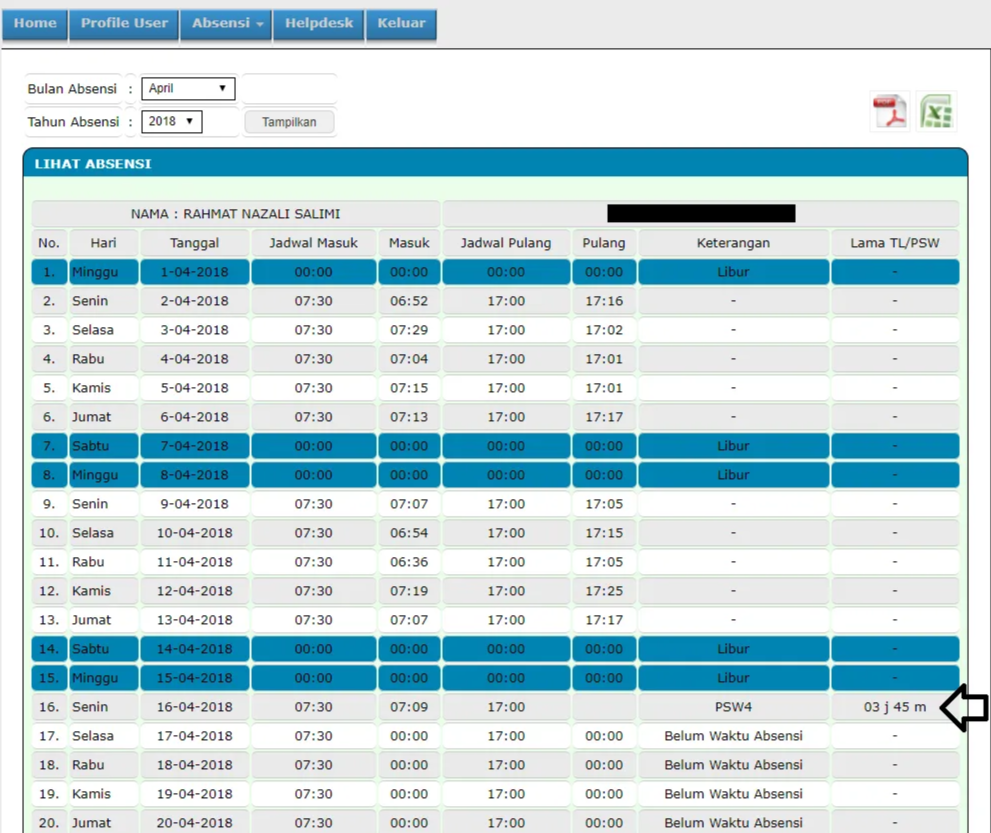 Home Profile User Absensi Helpdesk Keluar
Bulan Absensi : April
Tahun Absensi : 2018 Tampilkan
LIHAT ABSENSI
NAMA : RAHMAT NAZALI SALIMI
No. Hari Tanggal Jadwal Masuk Masuk Jadwal Pulang Pulang Keterangan Lama TL/PSW
1. Minggu 1-04-2018 00:00 00:00 00:00 00:00 Libur -
2. Senin 2-04-2018 07:30 06:52 17:00 17:16 - -
3. Selasa 3-04-2018 07:30 07:29 17:00 17:02 - -
4. Rabu 4-04-2018 07:30 07:04 17:00 17:01 - -
5. Kamis 5-04-2018 07:30 07:15 17:00 17:01 - -
6. Jumat 6-04-2018 07:30 07:13 17:00 17:17 - -
7. Sabtu 7-04-2018 00:00 00:00 00:00 00:00 Libur -
8. Minggu 8-04-2018 00:00 00:00 00:00 00:00 Libur -
9. Senin 9-04-2018 07:30 07:07 17:00 17:05 - -
10. Selasa 10-04-2018 07:30 06:54 17:00 17:15 - -
11. Rabu 11-04-2018 07:30 06:36 17:00 17:05 - -
12. Kamis 12-04-2018 07:30 07:19 17:00 17:25 - -
13. Jumat 13-04-2018 07:30 07:07 17:00 17:17 - -
14. Sabtu 14-04-2018 00:00 00:00 00:00 00:00 Libur -
15. Minggu 15-04-2018 00:00 00:00 00:00 00:00 Libur -
16. Senin 16-04-2018 07:30 07:09 17:00 PSW4 03 j 45 m
17. Selasa 17-04-2018 07:30 00:00 17:00 00:00 Belum Waktu Absensi -
18. Rabu 18-04-2018 07:30 00:00 17:00 00:00 Belum Waktu Absensi -
19. Kamis 19-04-2018 07:30 00:00 17:00 00:00 Belum Waktu Absensi -
20. Jumat 20-04-2018 07:30 00:00 17:00 00:00 Belum Waktu Absensi -